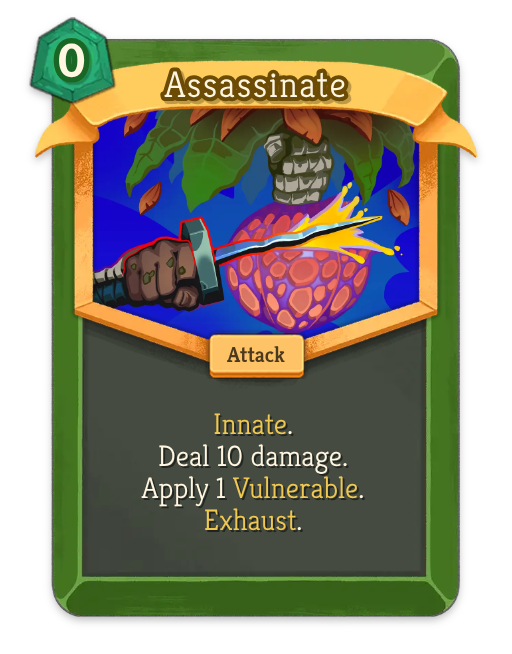 0
Assassinate
Attack
Innate.
Deal 10 damage.
Apply 1 Vulnerable.
Exhaust.